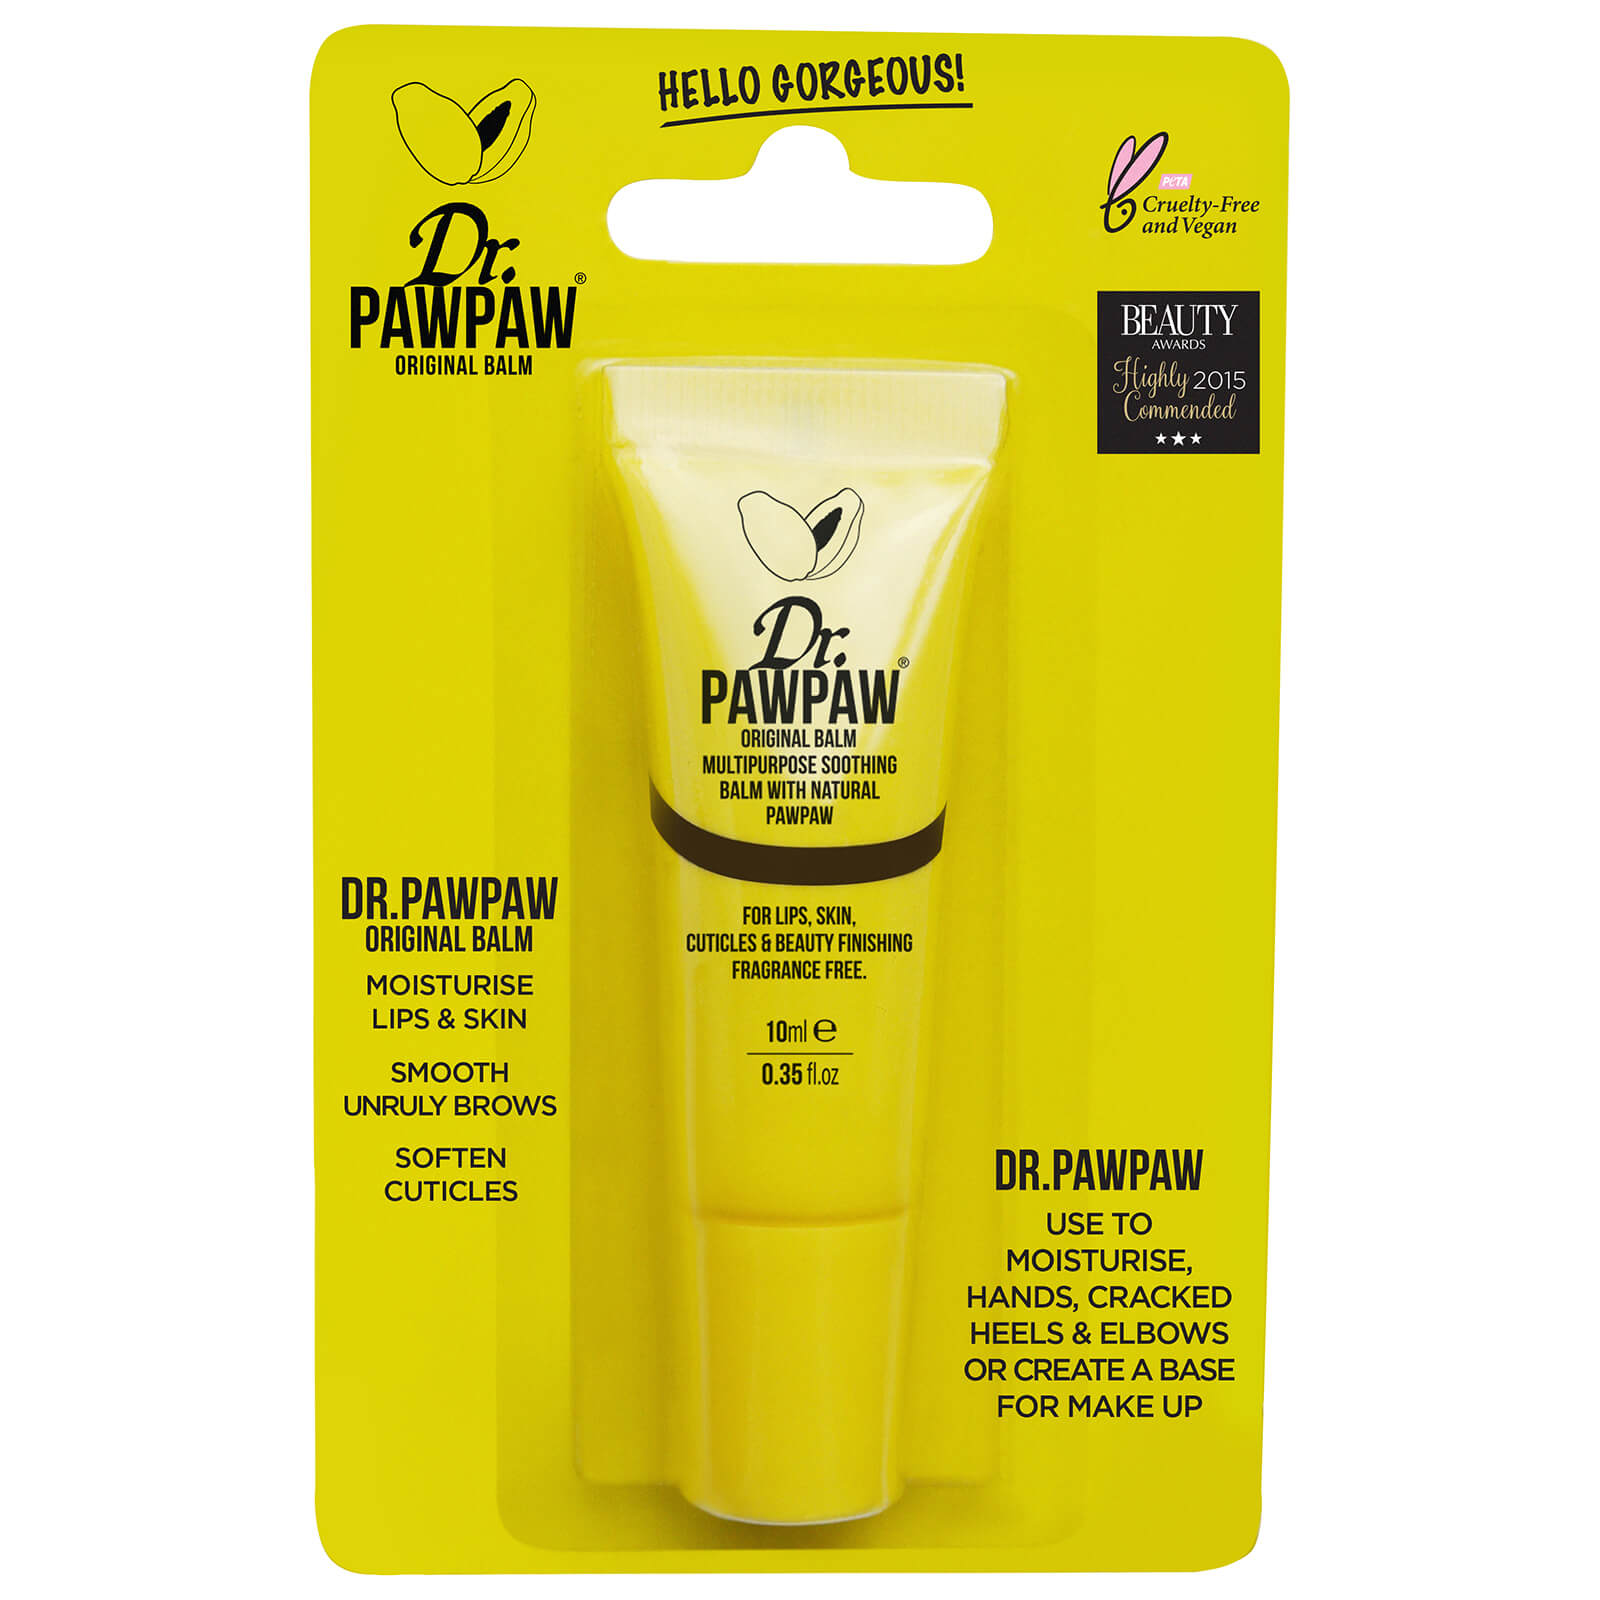 HELLO GORGEOUS!
Dr.
PAWPAW®
ORIGINAL BALM
PETA
Cruelty-Free
and Vegan
BEAUTY
AWARDS
Highly 2015
Commended
Dr.
PAWPAW®
ORIGINAL BALM
MULTIPURPOSE SOOTHING
BALM WITH NATURAL
PAWPAW
FOR LIPS, SKIN,
CUTICLES & BEAUTY FINISHING
FRAGRANCE FREE.
10ml ℮
0.35 fl.oz
DR.PAWPAW
ORIGINAL BALM
MOISTURISE
LIPS & SKIN
SMOOTH
UNRULY BROWS
SOFTEN
CUTICLES
DR.PAWPAW
USE TO
MOISTURISE,
HANDS, CRACKED
HEELS & ELBOWS
OR CREATE A BASE
FOR MAKE UP